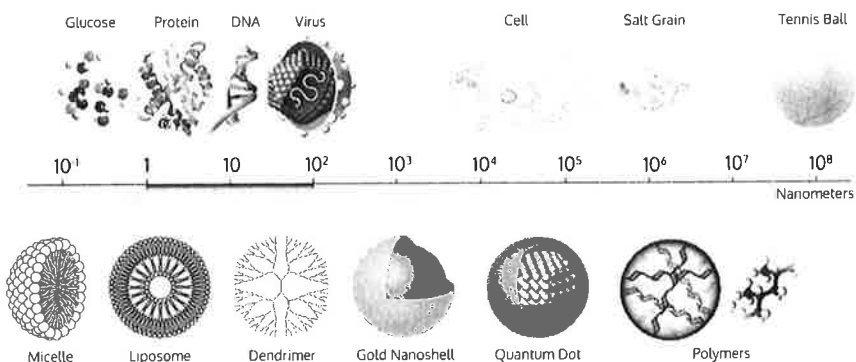 Glucose Protein DNA Virus Cell Salt Grain Tennis Ball
10⁻¹ 1 10 10² 10³ 10⁴ 10⁵ 10⁶ 10⁷ 10⁸
Nanometers
Micelle Liposome Dendrimer Gold Nanoshell Quantum Dot Polymers